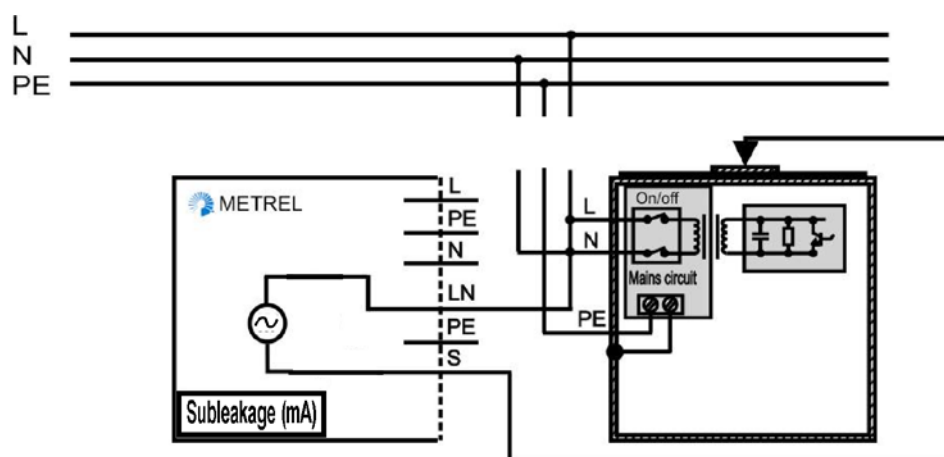 L
N
PE
METREL
L
PE
N
LN
PE
S
Subleakage (mA)
On/off
L
N
Mains circuit
PE